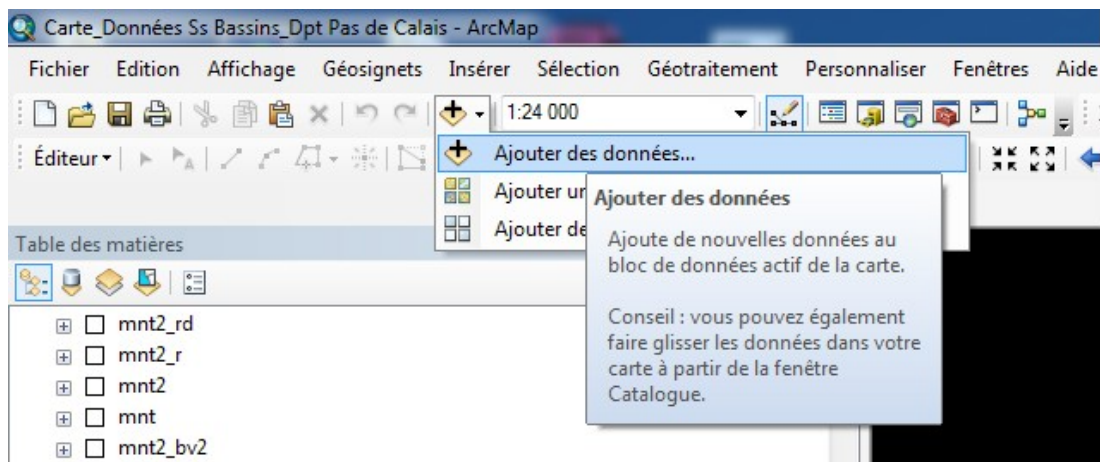 Carte_Données Ss Bassins_Dpt Pas de Calais - ArcMap
Fichier Edition Affichage Géosignets Insérer Sélection Géotraitement Personnaliser Fenêtres Aide
1:24 000
Éditeur
Ajouter des données...
Ajouter
Ajouter
Ajouter des données
Ajoute de nouvelles données au
bloc de données actif de la carte.
Conseil : vous pouvez également
faire glisser les données dans votre
carte à partir de la fenêtre
Catalogue.
Table des matières
mnt2_rd
mnt2_r
mnt2
mnt
mnt2_bv2